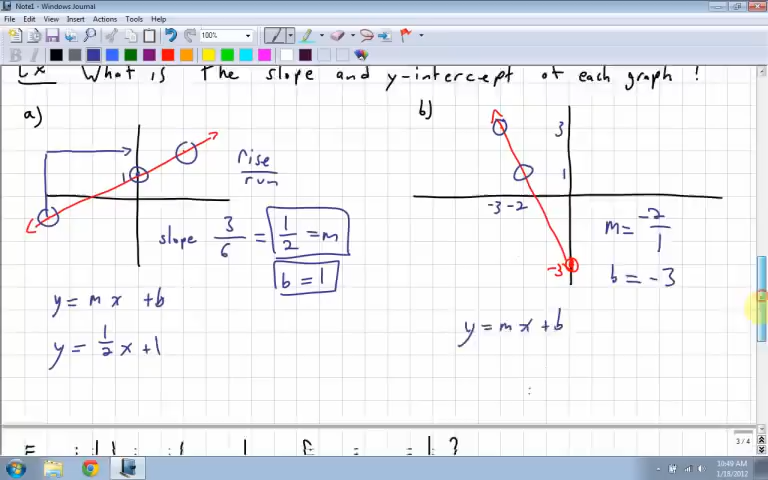 Note1 - Windows Journal
File Edit View Insert Actions Tools Help
100%
B
Ex What is the slope and y-intercept of each graph ?
a)
1
rise
run
slope 3/6 = 1/2 = m
b = 1
y = mx + b
y = 1/2 x + 1
b)
3
1
-3 -2
-3
m = -2/1
b = -3
y = mx + b
3 / 4
10:49 AM
1/18/2012